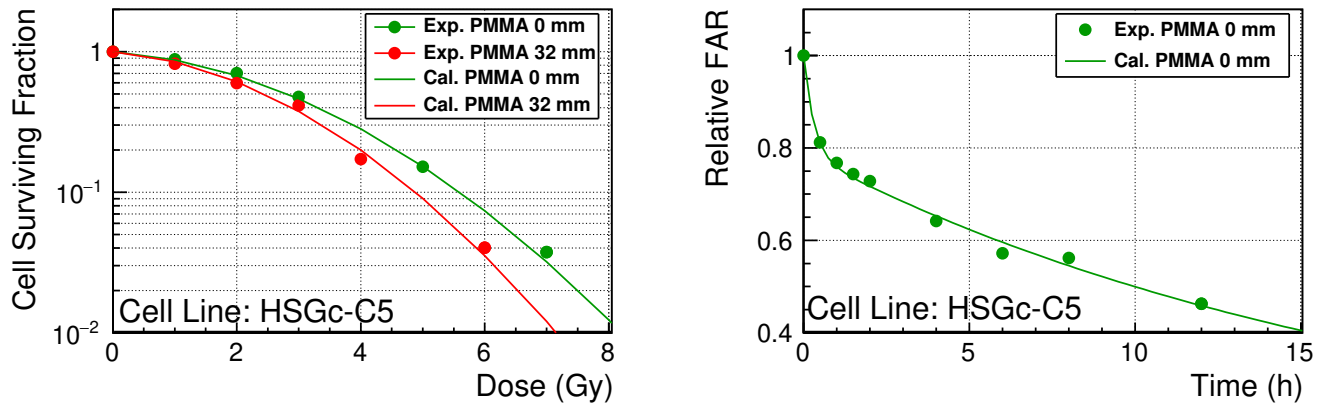 Cell Surviving Fraction
1
10⁻¹
10⁻²
Exp. PMMA 0 mm
Exp. PMMA 32 mm
Cal. PMMA 0 mm
Cal. PMMA 32 mm
Cell Line: HSGc-C5
0 2 4 6 8
Dose (Gy)
Relative FAR
1
0.8
0.6
0.4
Exp. PMMA 0 mm
Cal. PMMA 0 mm
Cell Line: HSGc-C5
0 5 10 15
Time (h)